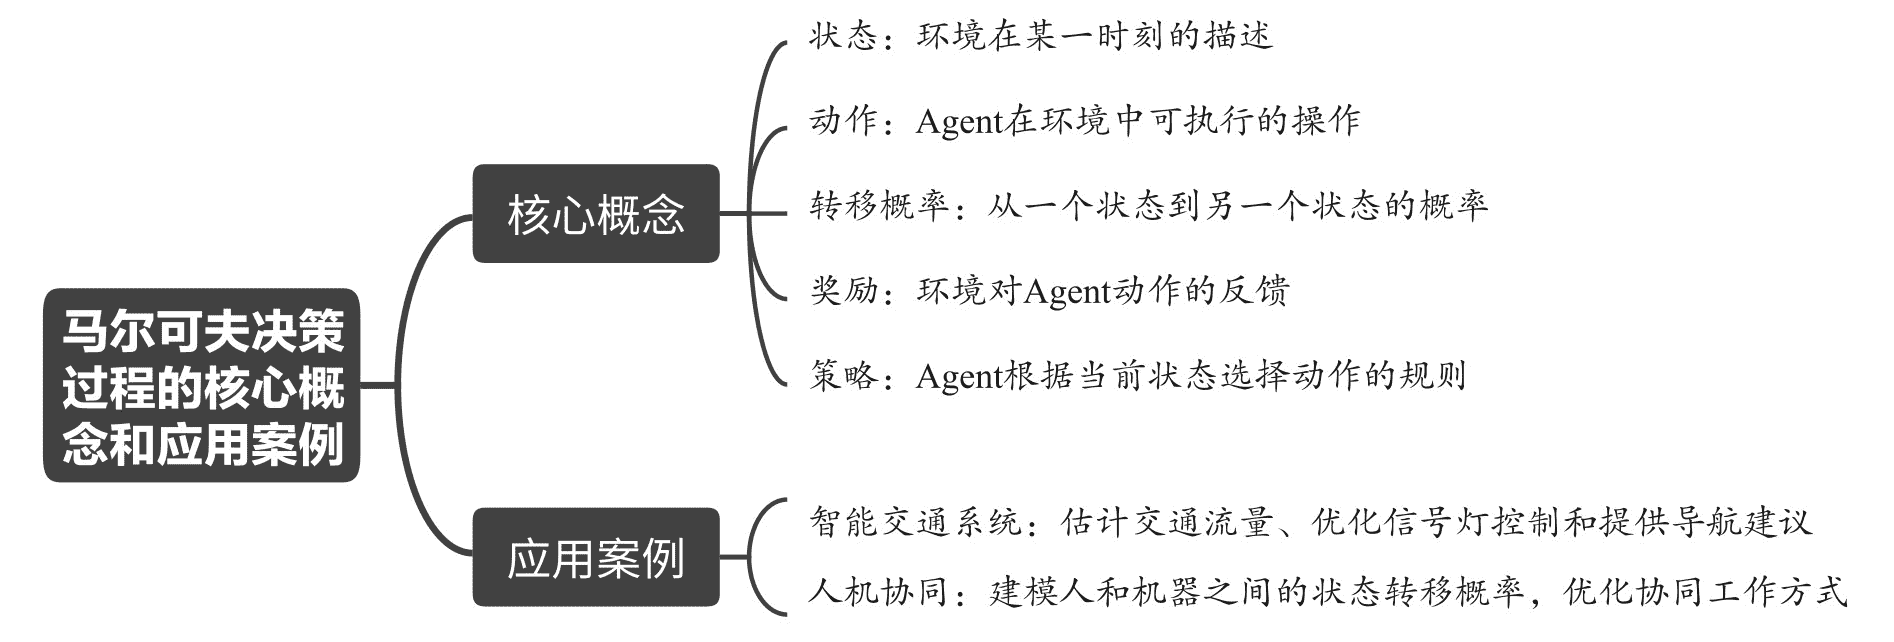 马尔可夫决策
过程的核心概
念和应用案例
核心概念
状态：环境在某一时刻的描述
动作：Agent在环境中可执行的操作
转移概率：从一个状态到另一个状态的概率
奖励：环境对Agent动作的反馈
策略：Agent根据当前状态选择动作的规则
应用案例
智能交通系统：估计交通流量、优化信号灯控制和提供导航建议
人机协同：建模人和机器之间的状态转移概率，优化协同工作方式